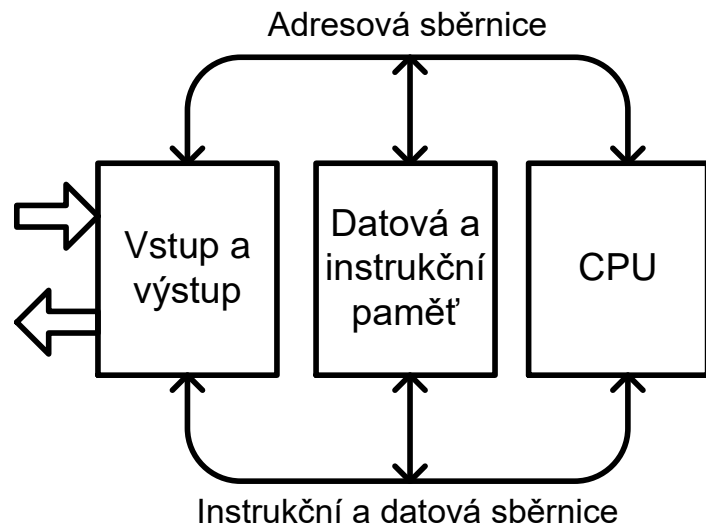 Adresová sběrnice
Vstup a
výstup
Datová a
instrukční
paměť
CPU
Instrukční a datová sběrnice